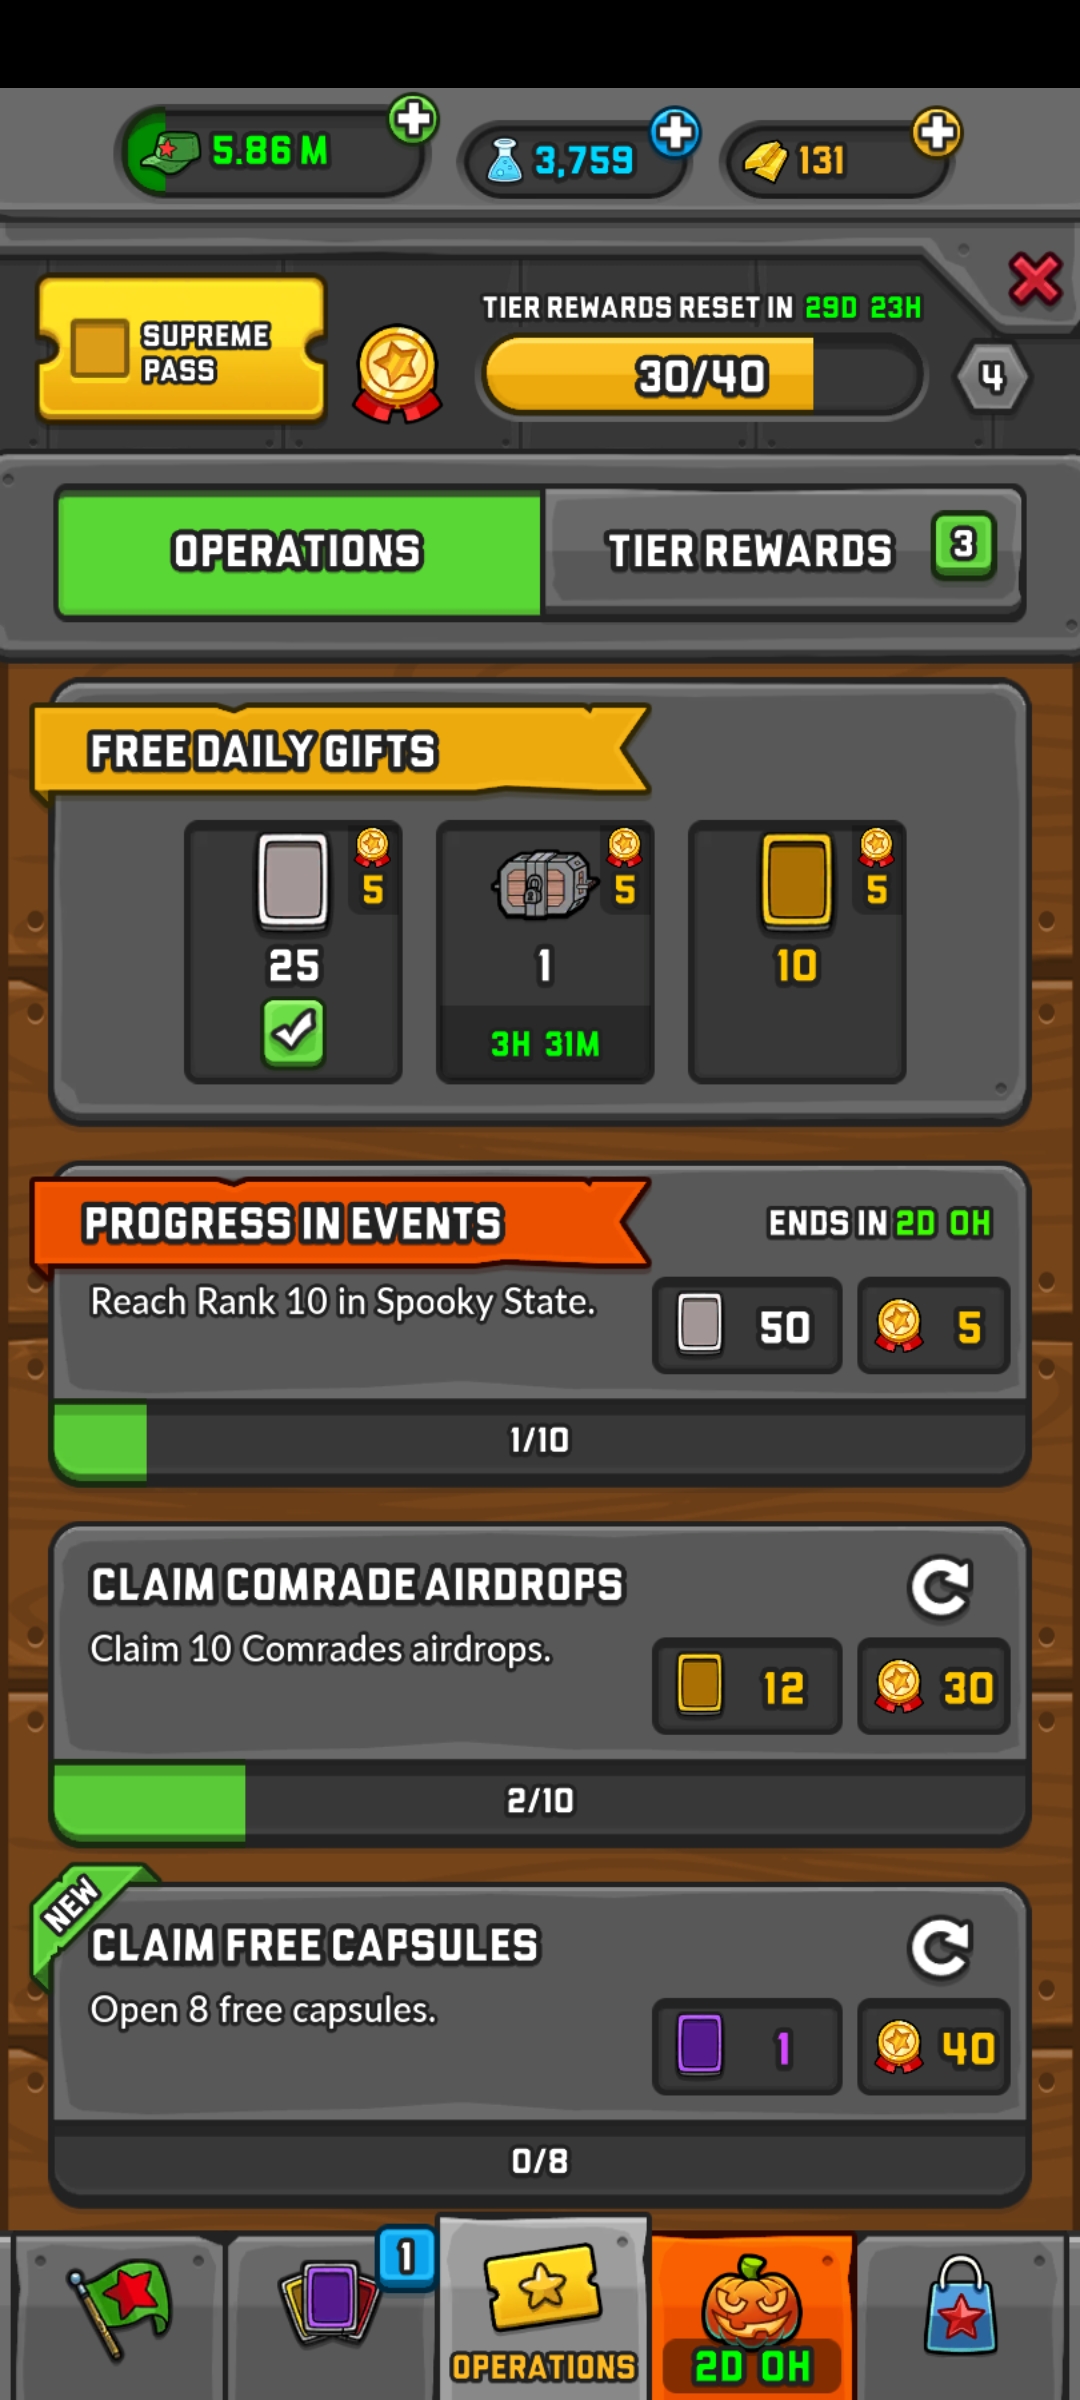 5.86 M
3,759
131
SUPREME
PASS
TIER REWARDS RESET IN 29D 23H
30/40
4
OPERATIONS
TIER REWARDS
3
FREE DAILY GIFTS
5
25
5
1
3H 31M
5
10
PROGRESS IN EVENTS
ENDS IN 2D 0H
Reach Rank 10 in Spooky State.
50
5
1/10
CLAIM COMRADE AIRDROPS
Claim 10 Comrades airdrops.
12
30
2/10
NEW
CLAIM FREE CAPSULES
Open 8 free capsules.
1
40
0/8
1
OPERATIONS
2D 0H